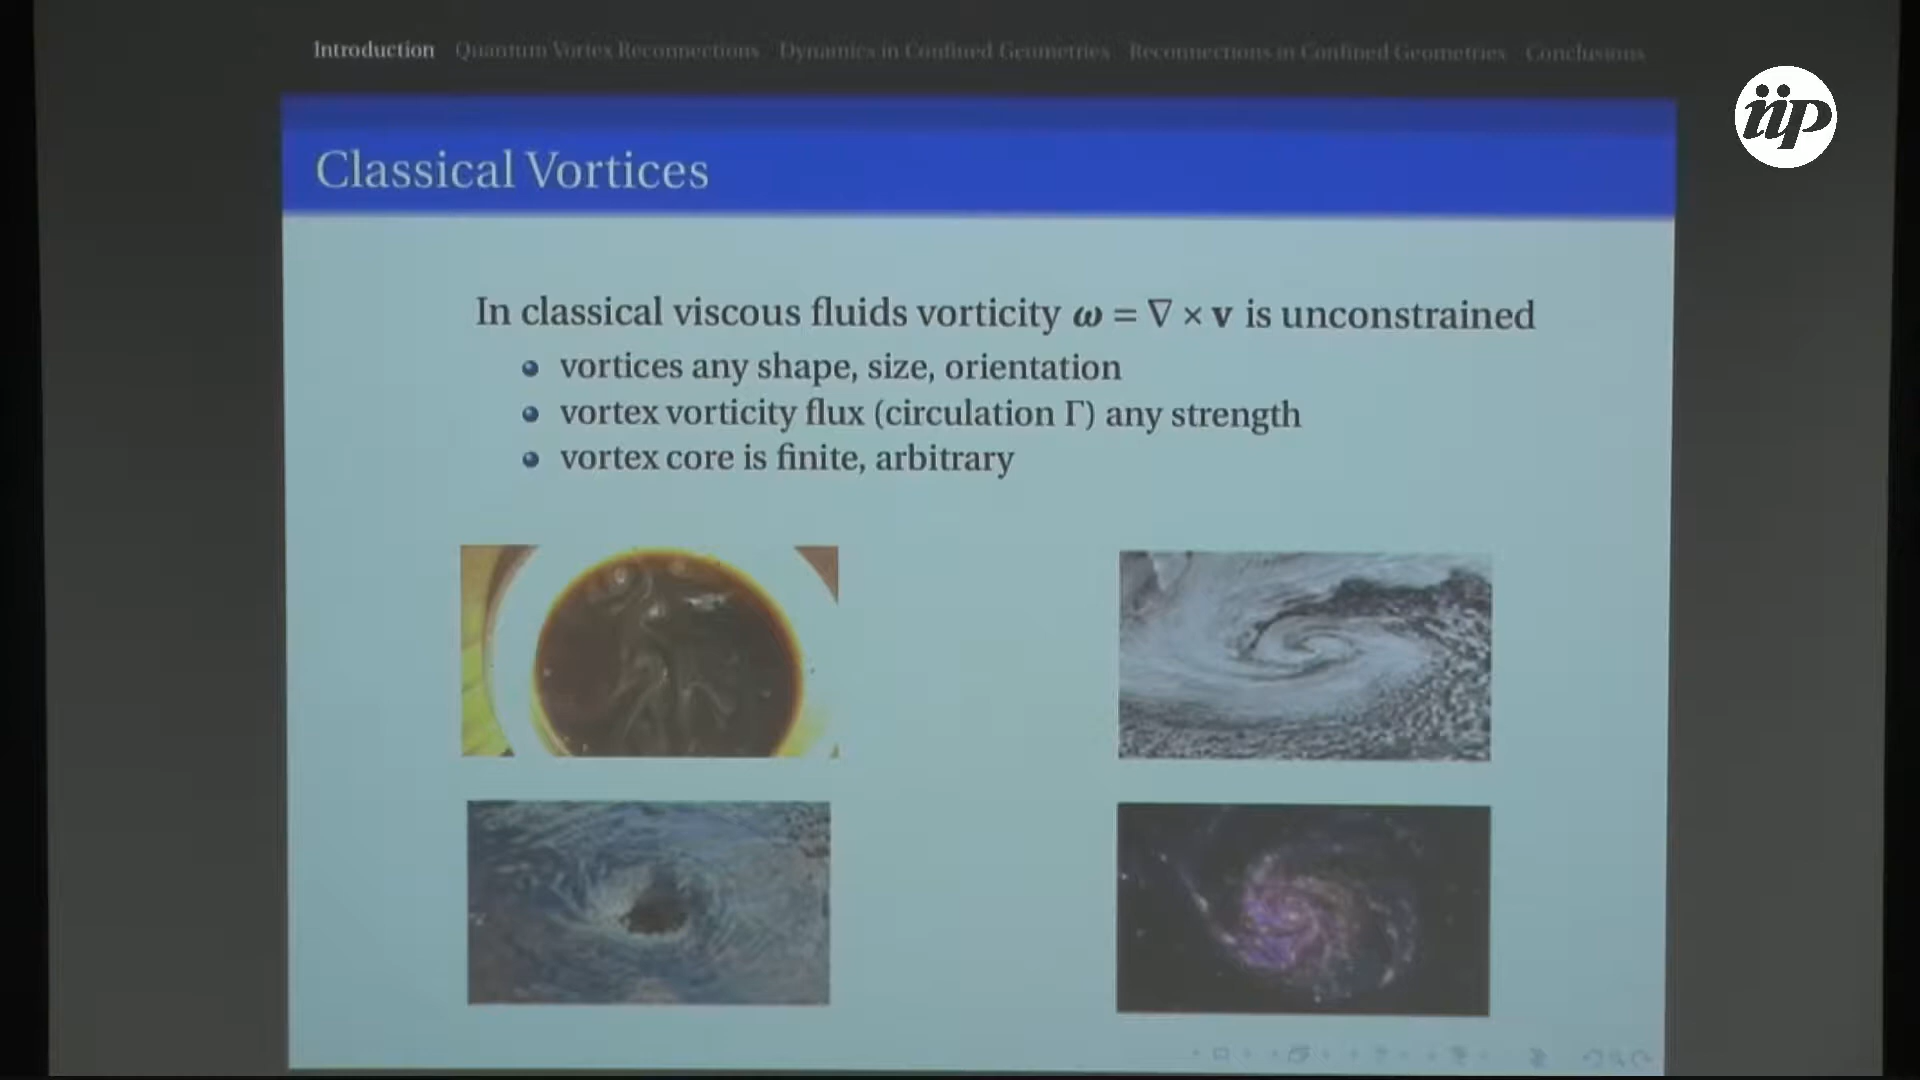 Introduction Quantum Vortex Reconnections Dynamics in Confined Geometries Reconnections in Confined Geometries Conclusions
iip
Classical Vortices
In classical viscous fluids vorticity ω = ∇ × v is unconstrained
vortices any shape, size, orientation
vortex vorticity flux (circulation Γ) any strength
vortex core is finite, arbitrary